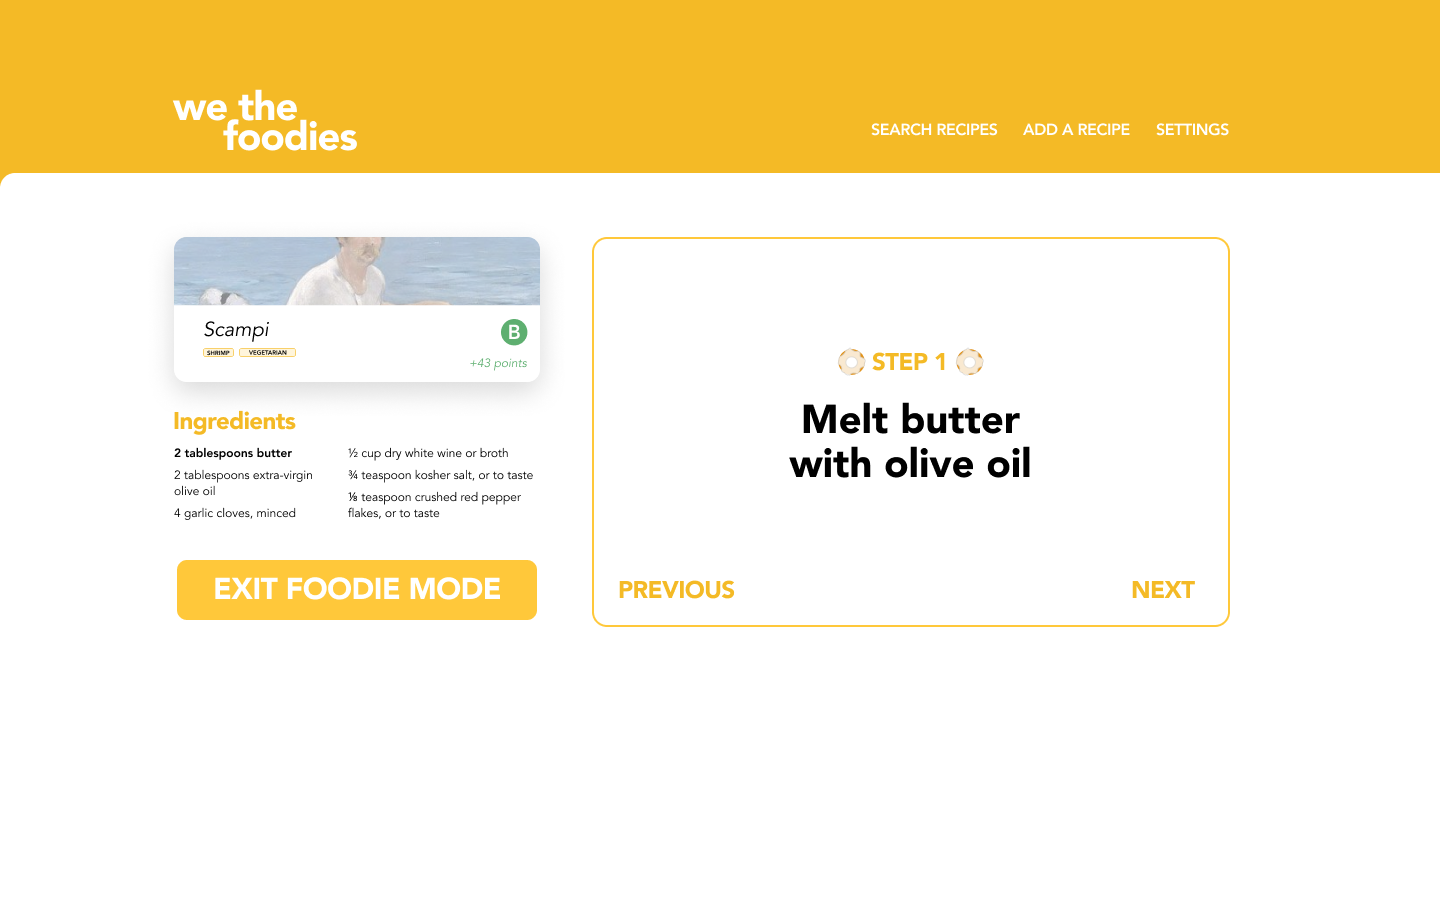 we the
foodies
SEARCH RECIPES ADD A RECIPE SETTINGS
Scampi
B
SHRIMP VEGETARIAN
+43 points
Ingredients
2 tablespoons butter
2 tablespoons extra-virgin
olive oil
4 garlic cloves, minced
½ cup dry white wine or broth
¾ teaspoon kosher salt, or to taste
⅛ teaspoon crushed red pepper
flakes, or to taste
EXIT FOODIE MODE
STEP 1
Melt butter
with olive oil
PREVIOUS NEXT